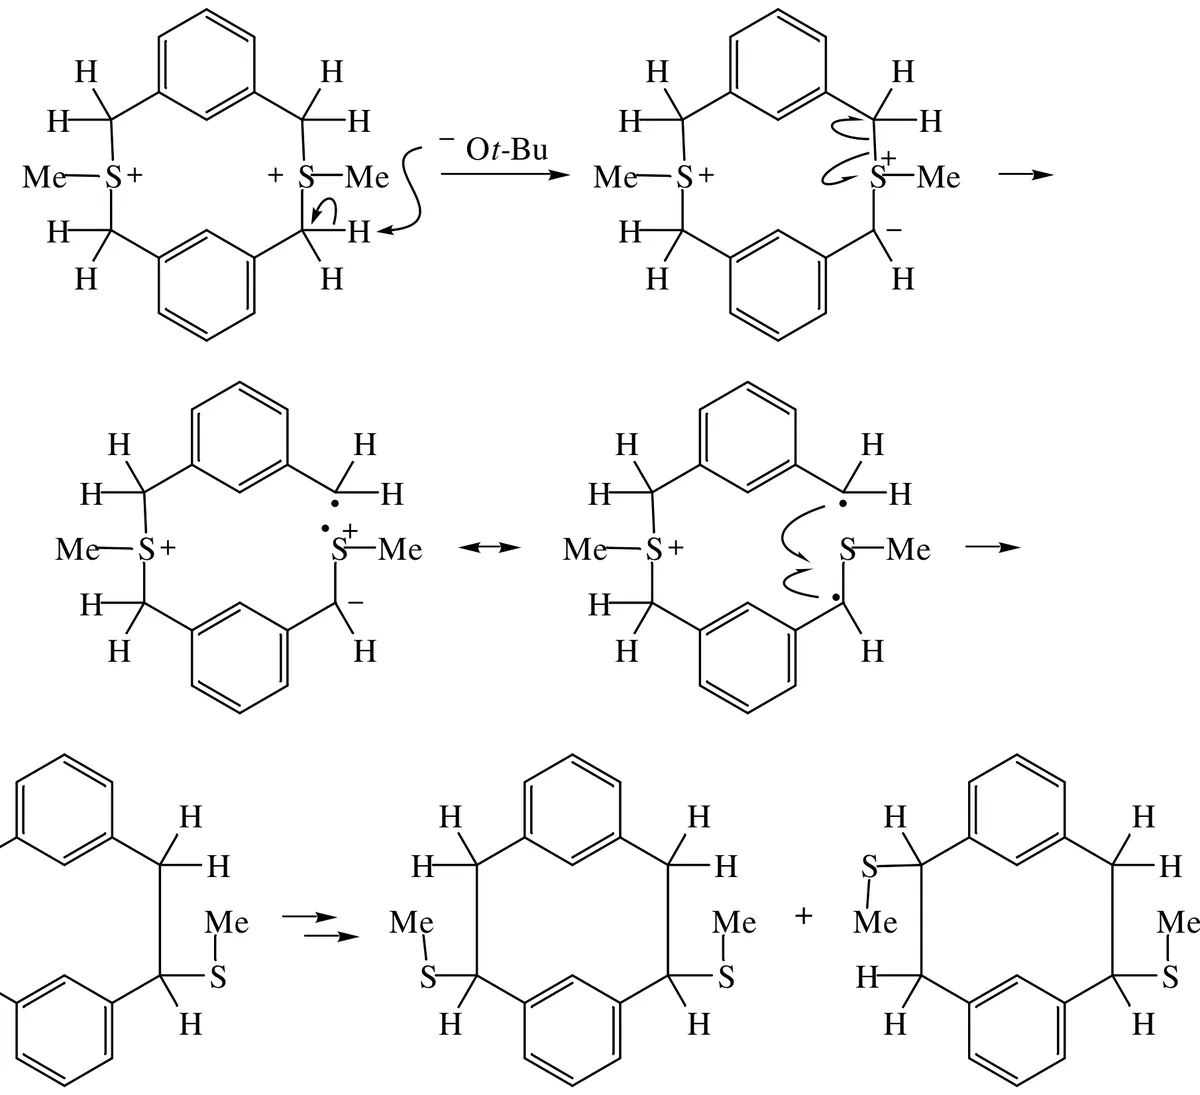 H H H H
H H H H
− Ot-Bu
Me S + + S Me Me S + S + Me
H H H −
H H H H
H H H H
H H
Me S + S + Me Me S + S Me
H − H
H H H H
H H H H H
H H H S H
Me Me Me + Me Me
S S S H S
H H H H H